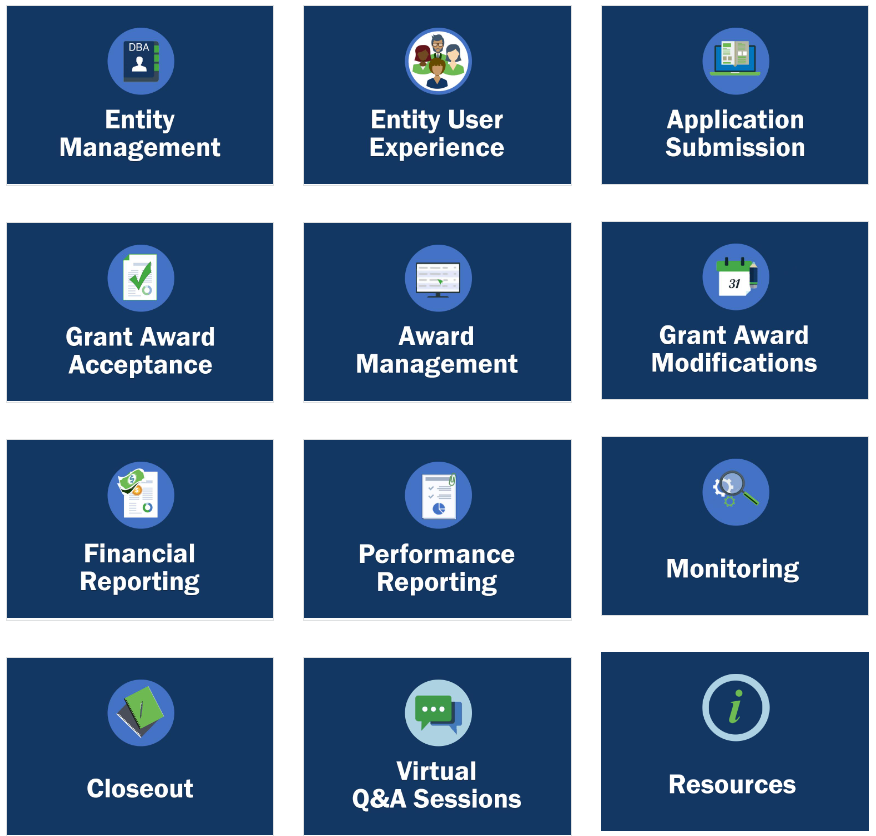 DBA
Entity
Management
Entity User
Experience
Application
Submission
Grant Award
Acceptance
Award
Management
31
Grant Award
Modifications
$
Financial
Reporting
Performance
Reporting
Monitoring
Closeout
Virtual
Q&A Sessions
i
Resources